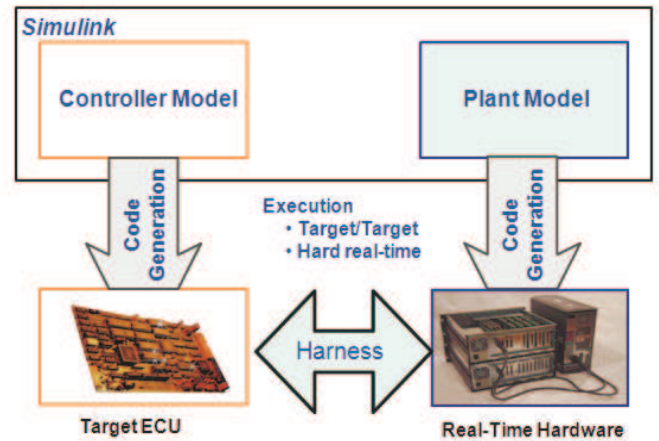 Simulink
Controller Model
Plant Model
Code
Generation
Code
Generation
Execution
• Target/Target
• Hard real-time
Harness
Target ECU
Real-Time Hardware